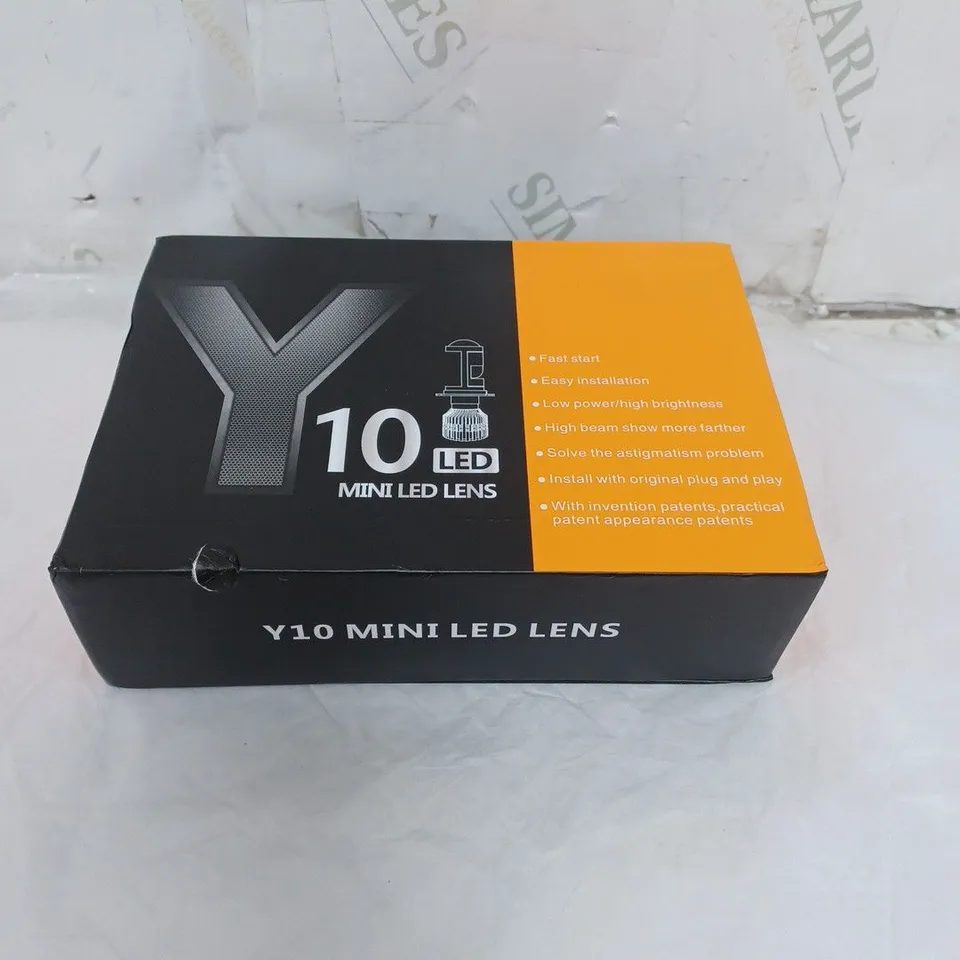 Y
10
LED
MINI LED LENS
Fast start
Easy installation
Low power/high brightness
High beam show more farther
Solve the astigmatism problem
Install with original plug and play
With invention patents,practical
patent appearance patents
Y10 MINI LED LENS